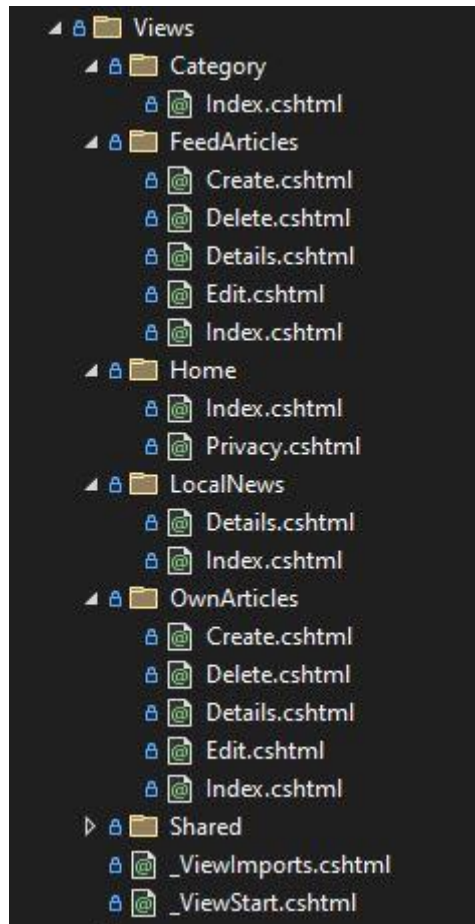 Views
Category
Index.cshtml
FeedArticles
Create.cshtml
Delete.cshtml
Details.cshtml
Edit.cshtml
Index.cshtml
Home
Index.cshtml
Privacy.cshtml
LocalNews
Details.cshtml
Index.cshtml
OwnArticles
Create.cshtml
Delete.cshtml
Details.cshtml
Edit.cshtml
Index.cshtml
Shared
_ViewImports.cshtml
_ViewStart.cshtml